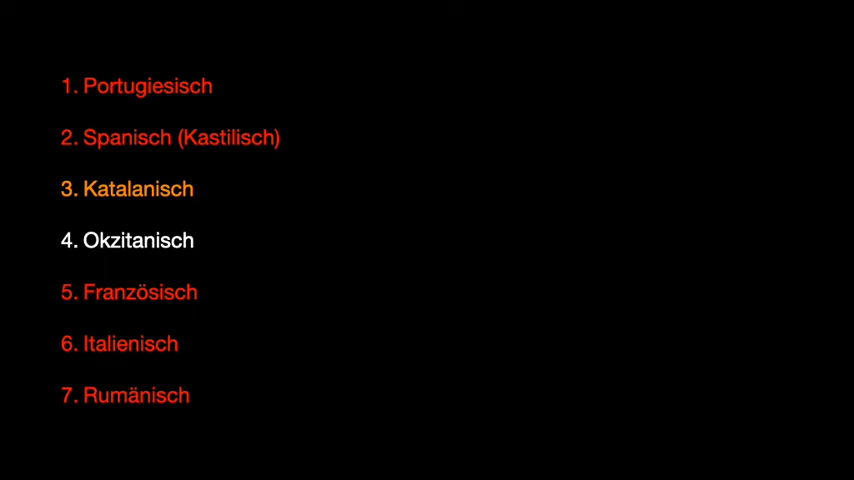 1. Portugiesisch
2. Spanisch (Kastilisch)
3. Katalanisch
4. Okzitanisch
5. Französisch
6. Italienisch
7. Rumänisch